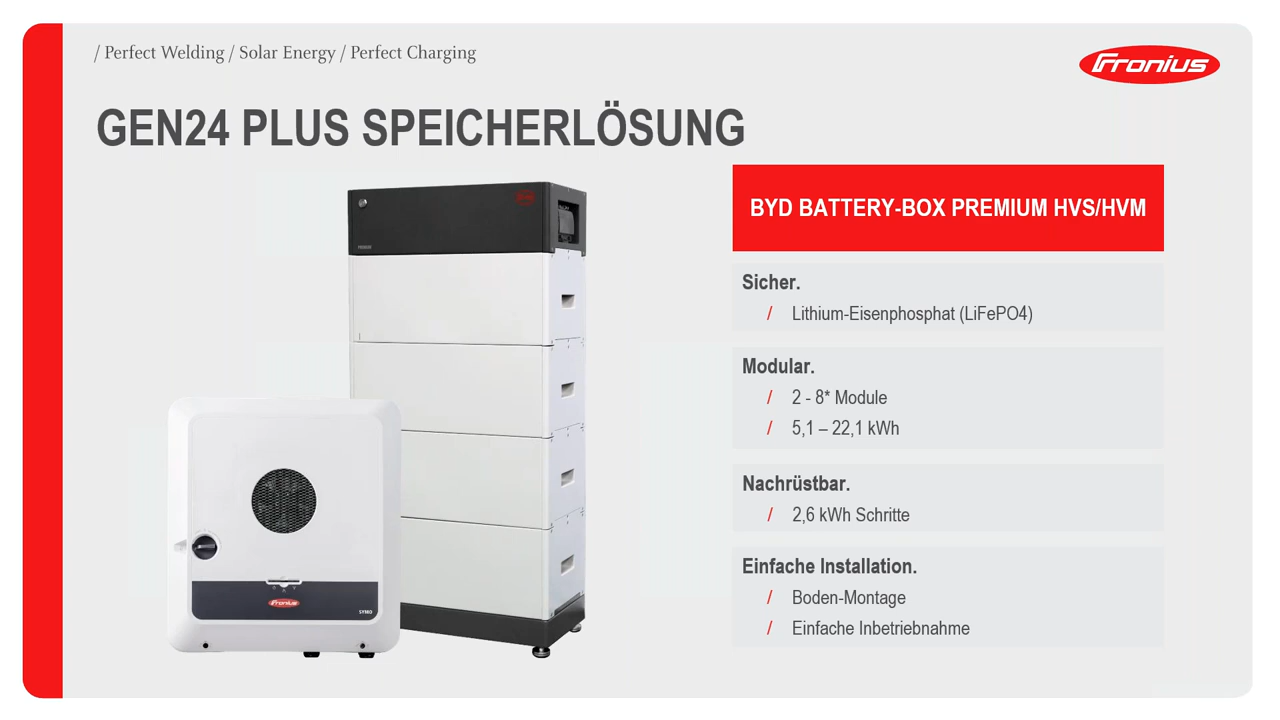 / Perfect Welding / Solar Energy / Perfect Charging
Fronius
GEN24 PLUS SPEICHERLÖSUNG
BYD BATTERY-BOX PREMIUM HVS/HVM
Sicher.
/ Lithium-Eisenphosphat (LiFePO4)
Modular.
/ 2 - 8* Module
/ 5,1 – 22,1 kWh
Nachrüstbar.
/ 2,6 kWh Schritte
Einfache Installation.
/ Boden-Montage
/ Einfache Inbetriebnahme
Fronius
SYMO